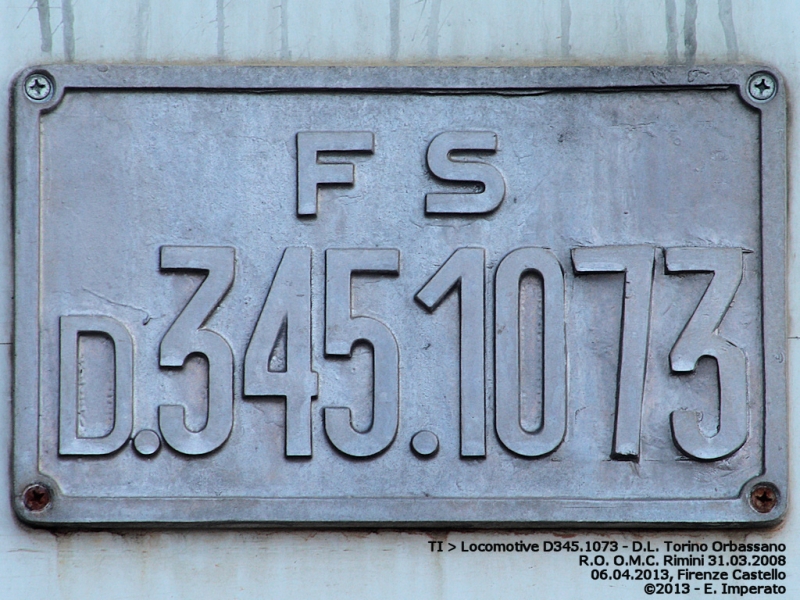 F S
D.345.1073
TI > Locomotive D345.1073 - D.L. Torino Orbassano
R.O. O.M.C. Rimini 31.03.2008
06.04.2013, Firenze Castello
©2013 - E. Imperato